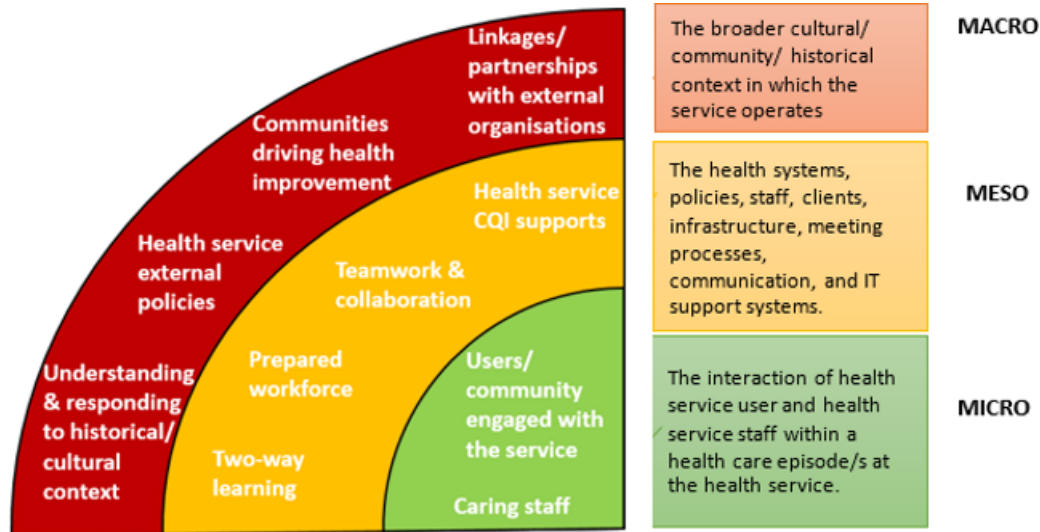 Linkages/
partnerships
with external
organisations
Communities
driving health
improvement
Health service
external
policies
Understanding
& responding
to historical/
cultural
context
Health service
CQI supports
Teamwork &
collaboration
Prepared
workforce
Two-way
learning
Users/
community
engaged with
the service
Caring staff
The broader cultural/
community/ historical
context in which the
service operates
MACRO
The health systems,
policies, staff, clients,
infrastructure, meeting
processes,
communication, and IT
support systems.
MESO
The interaction of health
service user and health
service staff within a
health care episode/s at
the health service.
MICRO